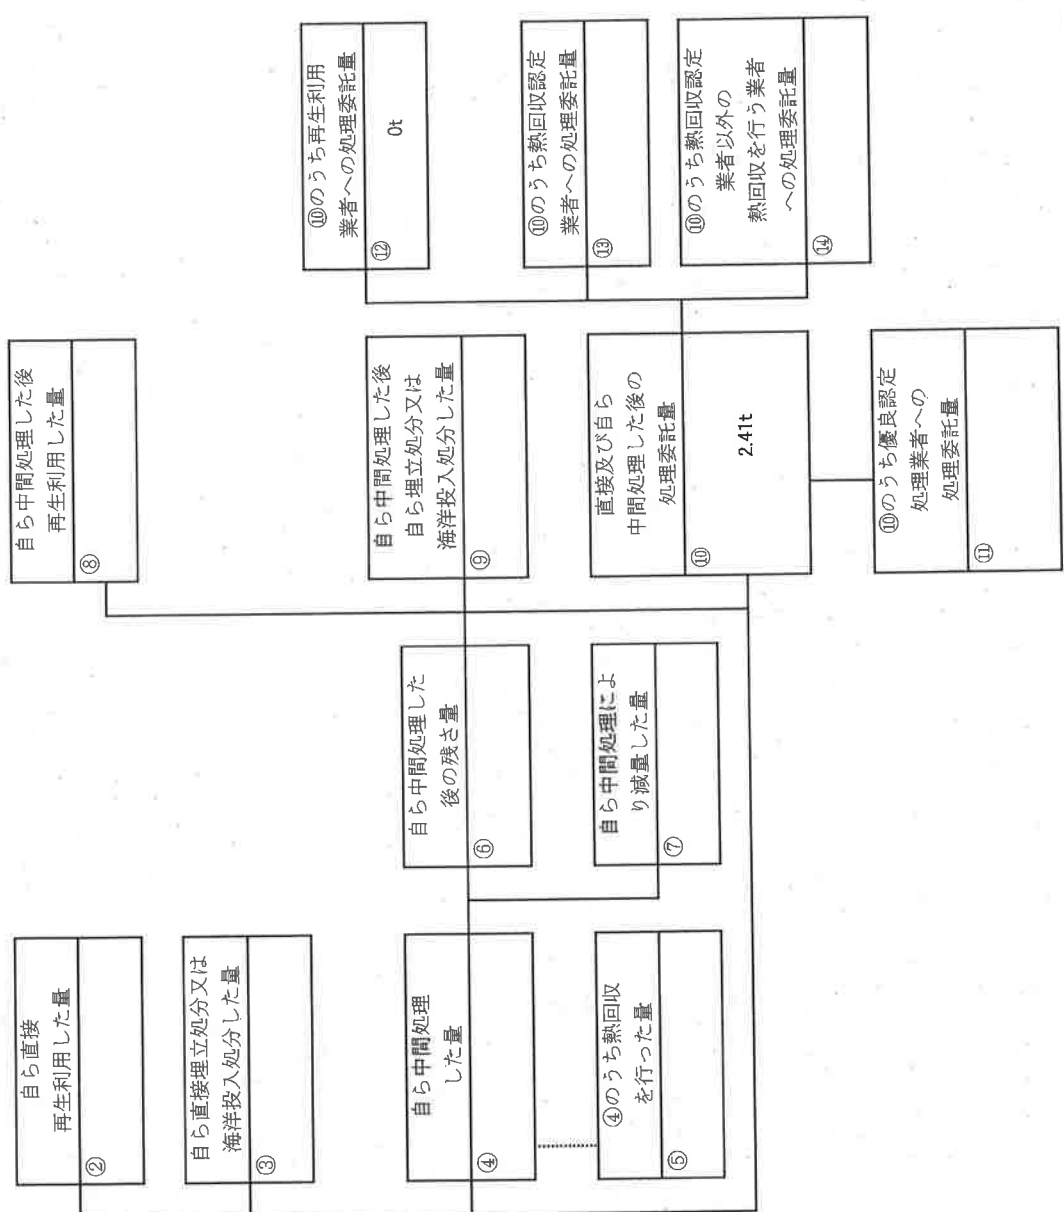 自ら直接
再生利用した量
②
自ら直接埋立処分又は
海洋投入処分した量
③
自ら中間処理
した量
④
④のうち熱回収
を行った量
⑤
自ら中間処理した
後の残さ量
⑥
自ら中間処理によ
り減量した量
⑦
自ら中間処理した後
再生利用した量
⑧
自ら中間処理した後
自ら埋立処分又は
海洋投入処分した量
⑨
直接及び自ら
中間処理した後の
処理委託量
⑩
2.41t
⑩のうち優良認定
処理業者への
処理委託量
⑪
⑩のうち再生利用
業者への処理委託量
⑫
0t
⑩のうち熱回収認定
業者への処理委託量
⑬
⑩のうち熱回収認定
業者以外の
熱回収を行う業者
への処理委託量
⑭